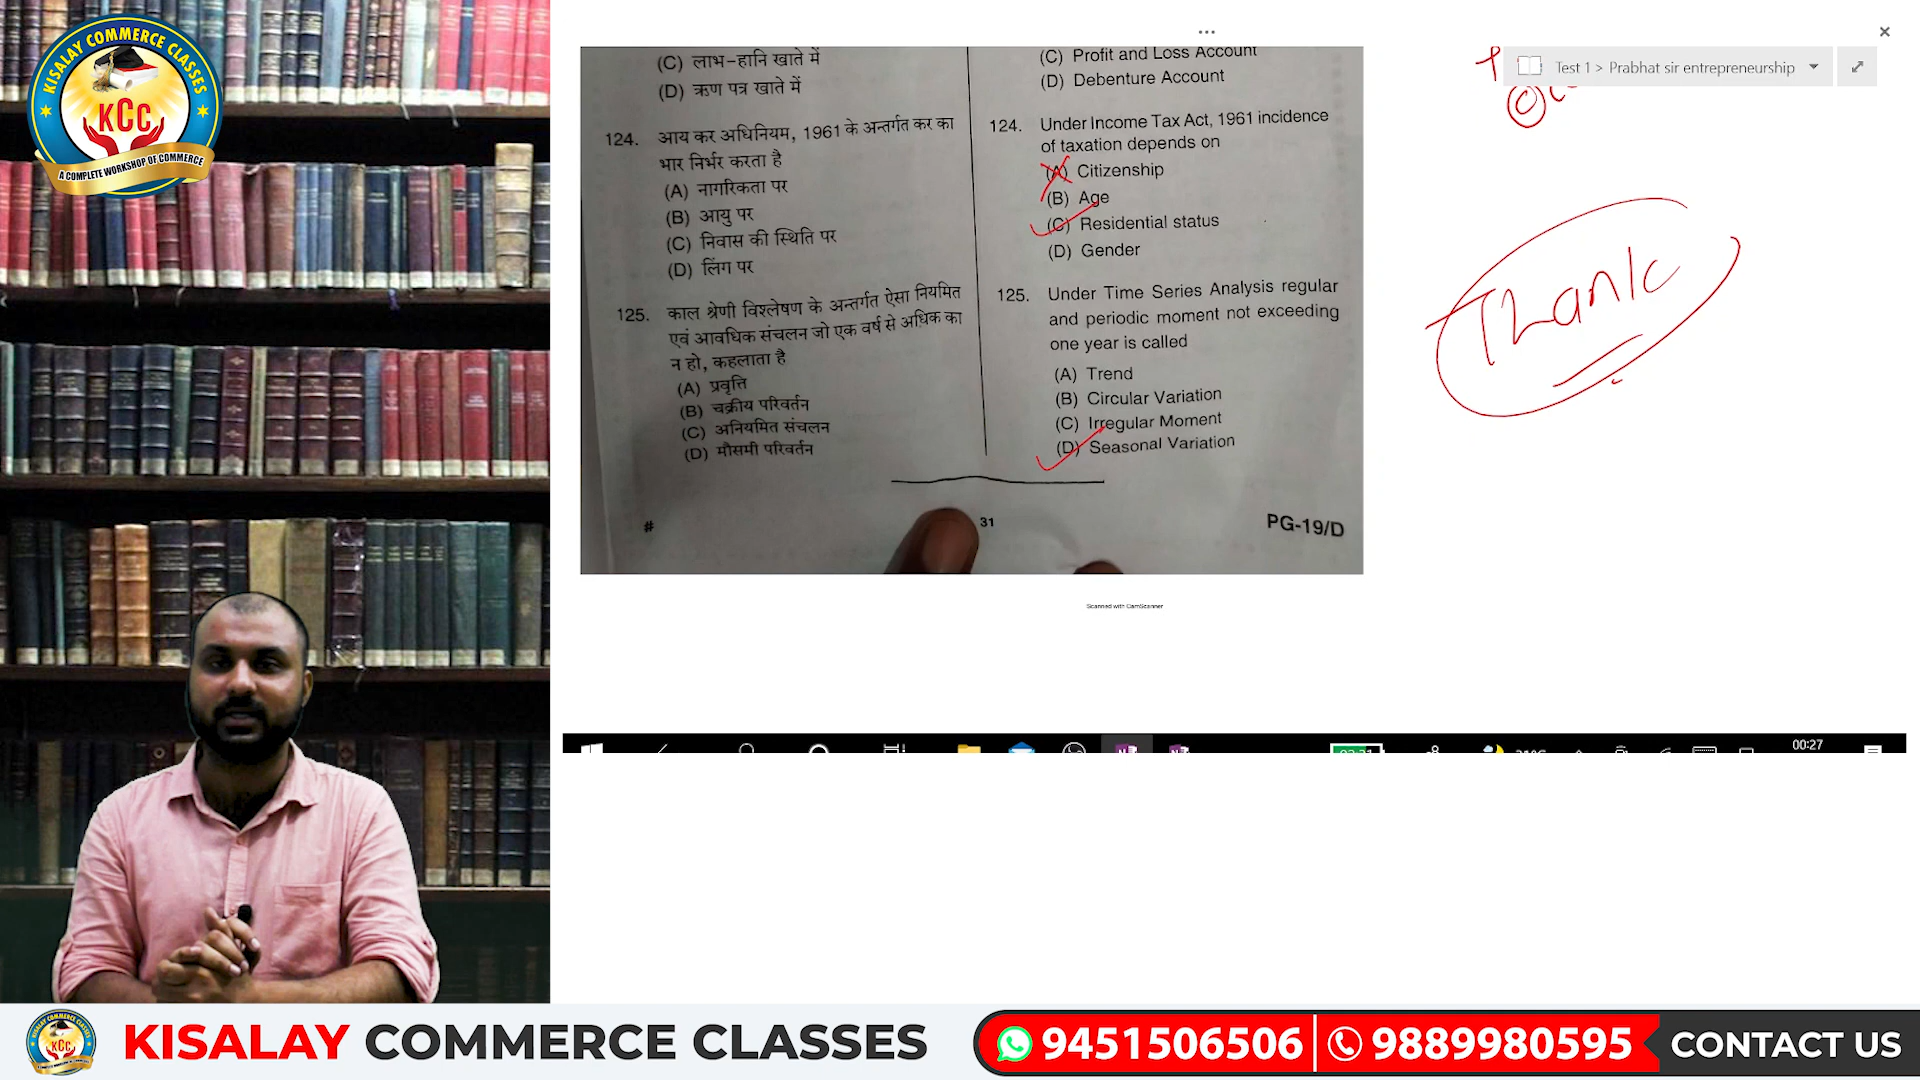 KISALAY COMMERCE CLASSES
KCC
A COMPLETE WORKSHOP OF COMMERCE
Test 1 > Prabhat sir entrepreneurship
(C) लाभ-हानि खाते में
(D) ऋण पत्र खाते में
124. आय कर अधिनियम, 1961 के अन्तर्गत कर का
भार निर्भर करता है
(A) नागरिकता पर
(B) आयु पर
(C) निवास की स्थिति पर
(D) लिंग पर
125. काल श्रेणी विश्लेषण के अन्तर्गत ऐसा नियमित
एवं आवधिक संचलन जो एक वर्ष से अधिक का
न हो, कहलाता है
(A) प्रवृत्ति
(B) चक्रीय परिवर्तन
(C) अनियमित संचलन
(D) मौसमी परिवर्तन
(C) Profit and Loss Account
(D) Debenture Account
124. Under Income Tax Act, 1961 incidence
of taxation depends on
(A) Citizenship
(B) Age
(C) Residential status
(D) Gender
125. Under Time Series Analysis regular
and periodic moment not exceeding
one year is called
(A) Trend
(B) Circular Variation
(C) Irregular Moment
(D) Seasonal Variation
# 31 PG-19/D
Scanned with CamScanner
Thank
00:27
KISALAY COMMERCE CLASSES
9451506506 9889980595 CONTACT US